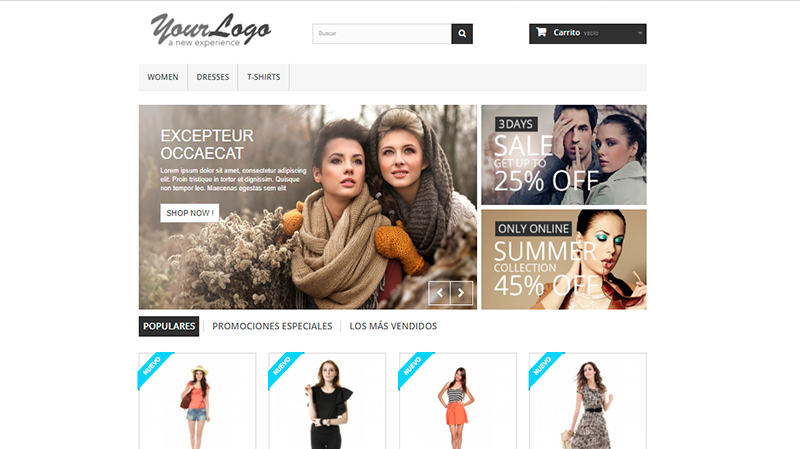 YourLogo
a new experience
Buscar
Carrito vacío
WOMEN
DRESSES
T-SHIRTS
EXCEPTEUR
OCCAECAT
Lorem ipsum dolor sit amet, consectetur adipiscing
elit. Proin tristique in tortor et dignissim. Quisque
non tempor leo. Maecenas egestas sem elit
SHOP NOW !
3DAYS
SALE
GET UP TO
25% OFF
ONLY ONLINE
SUMMER
COLLECTION
45% OFF
POPULARES
PROMOCIONES ESPECIALES
LOS MÁS VENDIDOS
NUEVO
NUEVO
NUEVO
NUEVO